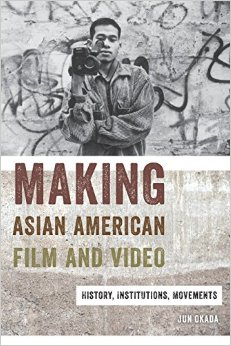 MAKING
ASIAN AMERICAN
FILM AND VIDEO
HISTORY, INSTITUTIONS, MOVEMENTS
JUN OKADA